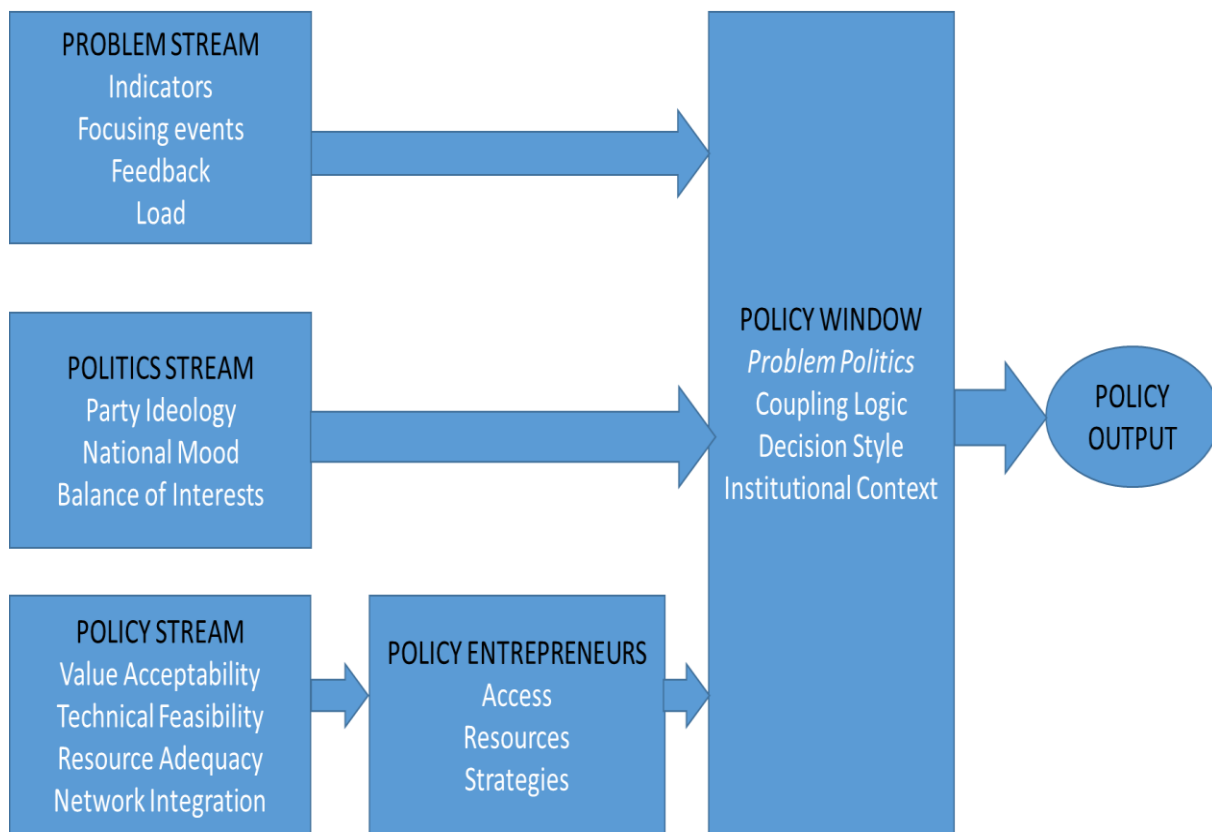 PROBLEM STREAM
Indicators
Focusing events
Feedback
Load
POLITICS STREAM
Party Ideology
National Mood
Balance of Interests
POLICY STREAM
Value Acceptability
Technical Feasibility
Resource Adequacy
Network Integration
POLICY ENTREPRENEURS
Access
Resources
Strategies
POLICY WINDOW
Problem Politics
Coupling Logic
Decision Style
Institutional Context
POLICY
OUTPUT